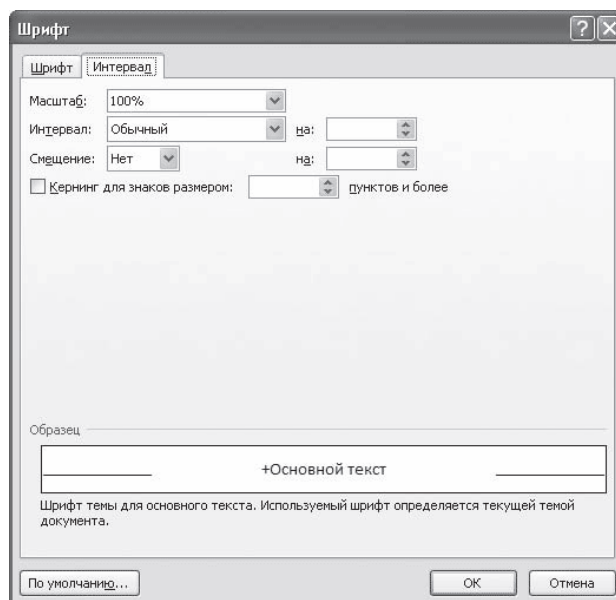 Шрифт
Шрифт Интервал
Масштаб: 100%
Интервал: Обычный на:
Смещение: Нет на:
Кернинг для знаков размером: пунктов и более
Образец
+Основной текст
Шрифт темы для основного текста. Используемый шрифт определяется текущей темой
документа.
По умолчанию... ОК Отмена